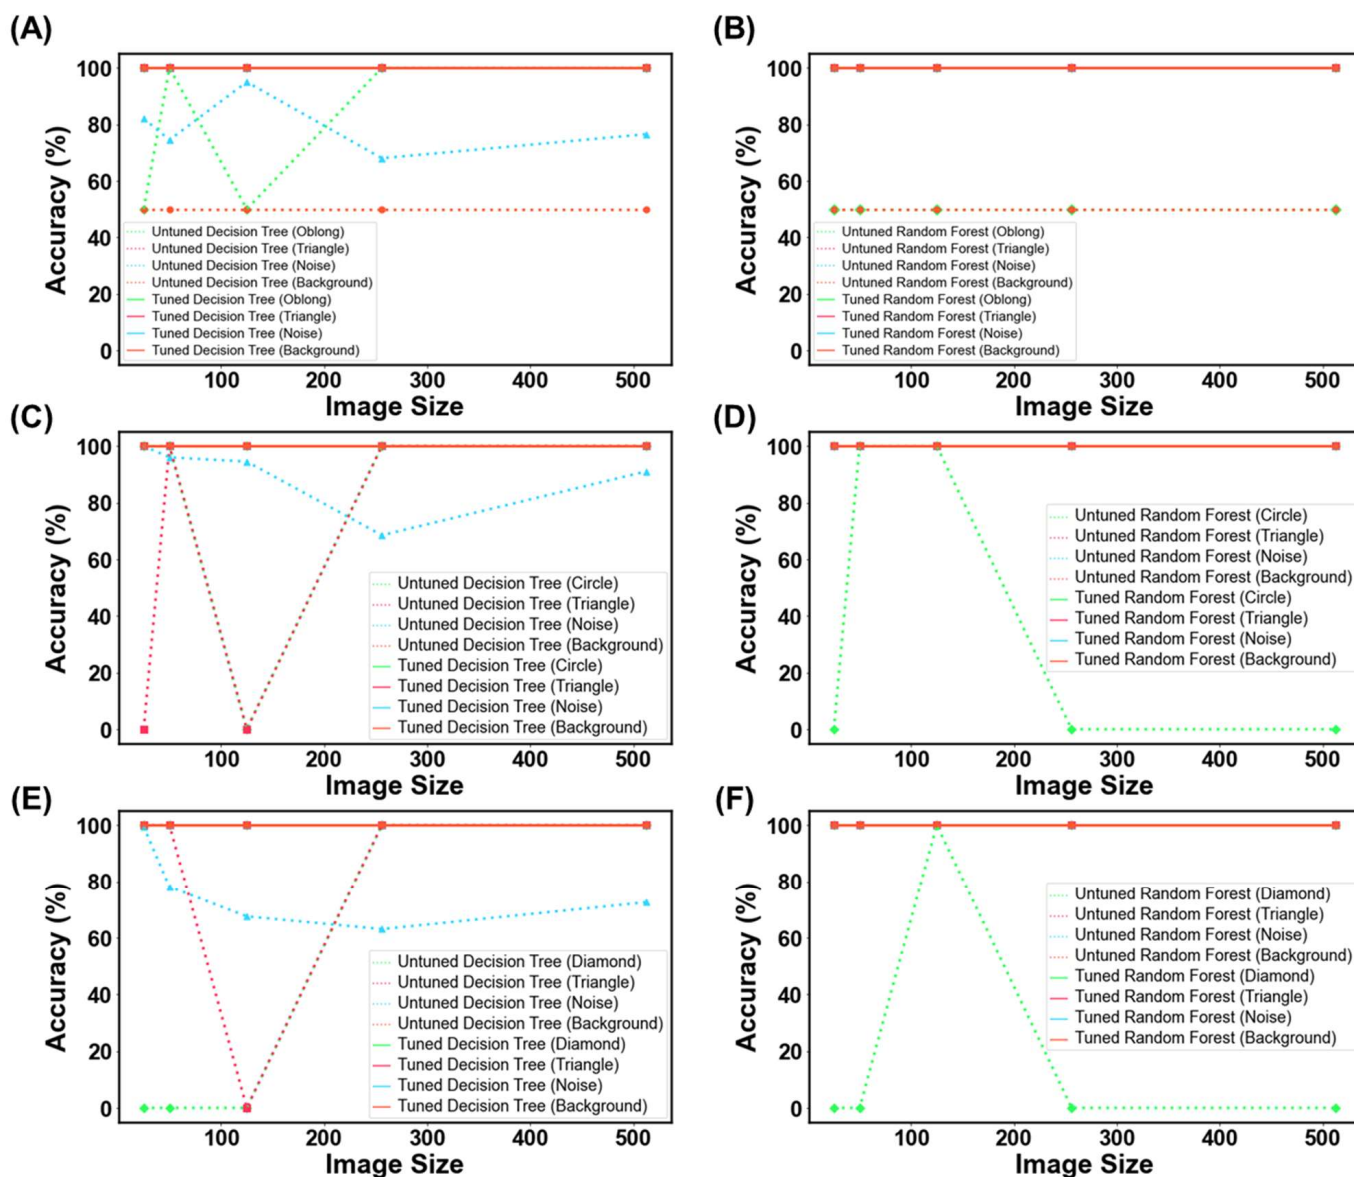 (A)
100
80
60
40
20
0
Accuracy (%)
Untuned Decision Tree (Oblong)
Untuned Decision Tree (Triangle)
Untuned Decision Tree (Noise)
Untuned Decision Tree (Background)
Tuned Decision Tree (Oblong)
Tuned Decision Tree (Triangle)
Tuned Decision Tree (Noise)
Tuned Decision Tree (Background)
100 200 300 400 500
Image Size
(B)
100
80
60
40
20
0
Accuracy (%)
Untuned Random Forest (Oblong)
Untuned Random Forest (Triangle)
Untuned Random Forest (Noise)
Untuned Random Forest (Background)
Tuned Random Forest (Oblong)
Tuned Random Forest (Triangle)
Tuned Random Forest (Noise)
Tuned Random Forest (Background)
100 200 300 400 500
Image Size
(C)
100
80
60
40
20
0
Accuracy (%)
Untuned Decision Tree (Circle)
Untuned Decision Tree (Triangle)
Untuned Decision Tree (Noise)
Untuned Decision Tree (Background)
Tuned Decision Tree (Circle)
Tuned Decision Tree (Triangle)
Tuned Decision Tree (Noise)
Tuned Decision Tree (Background)
100 200 300 400 500
Image Size
(D)
100
80
60
40
20
0
Accuracy (%)
Untuned Random Forest (Circle)
Untuned Random Forest (Triangle)
Untuned Random Forest (Noise)
Untuned Random Forest (Background)
Tuned Random Forest (Circle)
Tuned Random Forest (Triangle)
Tuned Random Forest (Noise)
Tuned Random Forest (Background)
100 200 300 400 500
Image Size
(E)
100
80
60
40
20
0
Accuracy (%)
Untuned Decision Tree (Diamond)
Untuned Decision Tree (Triangle)
Untuned Decision Tree (Noise)
Untuned Decision Tree (Background)
Tuned Decision Tree (Diamond)
Tuned Decision Tree (Triangle)
Tuned Decision Tree (Noise)
Tuned Decision Tree (Background)
100 200 300 400 500
Image Size
(F)
100
80
60
40
20
0
Accuracy (%)
Untuned Random Forest (Diamond)
Untuned Random Forest (Triangle)
Untuned Random Forest (Noise)
Untuned Random Forest (Background)
Tuned Random Forest (Diamond)
Tuned Random Forest (Triangle)
Tuned Random Forest (Noise)
Tuned Random Forest (Background)
100 200 300 400 500
Image Size